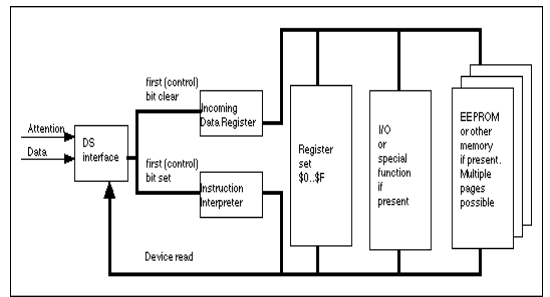 first (control)
bit clear
Incoming
Data Register
Attention
Data
DS
interface
first (control)
bit set
Instruction
Interpreter
Device read
Register
set
$0..$F
I/O
or
special
function
if
present
EEPROM
or other
memory
if present.
Multiple
pages
possible